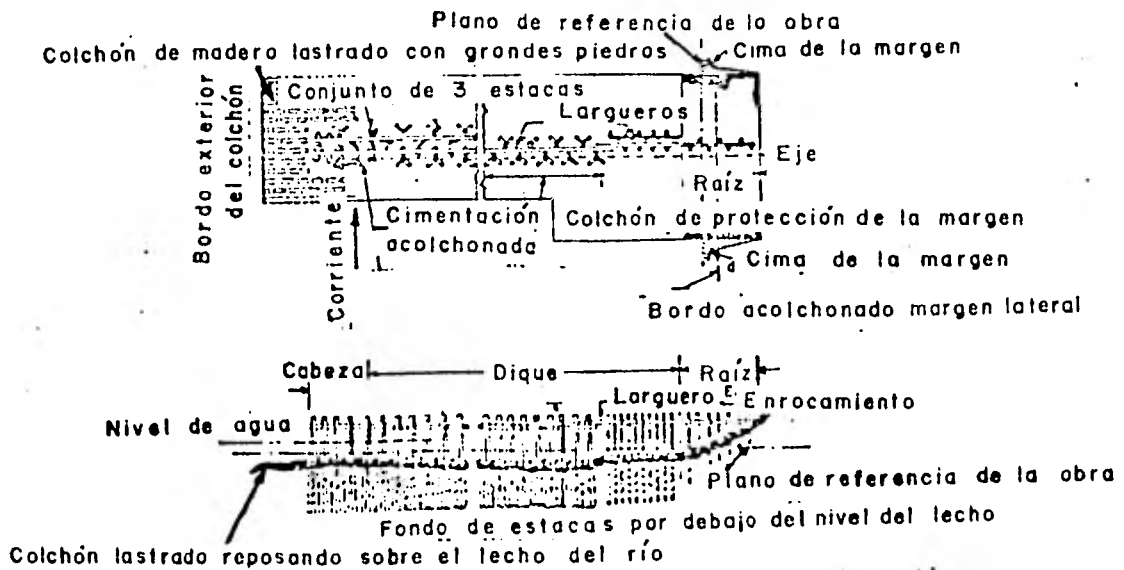 Plano de referencia de lo obra
Colchón de madero lastrado con grandes piedros
Cima de la margen
Conjunto de 3 estacas
Largueros
Bordo exterior
del colchón
Eje
Raíz
Corriente
Cimentación
acolchonada
Colchón de protección de la margen
Cima de la margen
Bordo acolchonado margen lateral
Cabeza
Dique
Raíz
Larguero
Enrocamiento
Nivel de agua
Plano de referencia de la obra
Fondo de estacas por debajo del nivel del lecho
Colchón lastrado reposando sobre el lecho del río